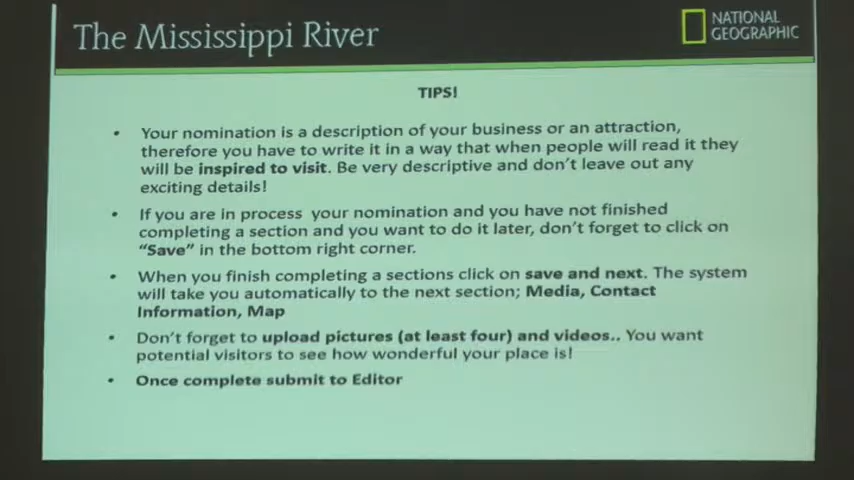 The Mississippi River
NATIONAL
GEOGRAPHIC
TIPS!
• Your nomination is a description of your business or an attraction,
therefore you have to write it in a way that when people will read it they
will be inspired to visit. Be very descriptive and don't leave out any
exciting details!
• If you are in process your nomination and you have not finished
completing a section and you want to do it later, don't forget to click on
“Save” in the bottom right corner.
• When you finish completing a sections click on save and next. The system
will take you automatically to the next section; Media, Contact
Information, Map
• Don't forget to upload pictures (at least four) and videos.. You want
potential visitors to see how wonderful your place is!
• Once complete submit to Editor